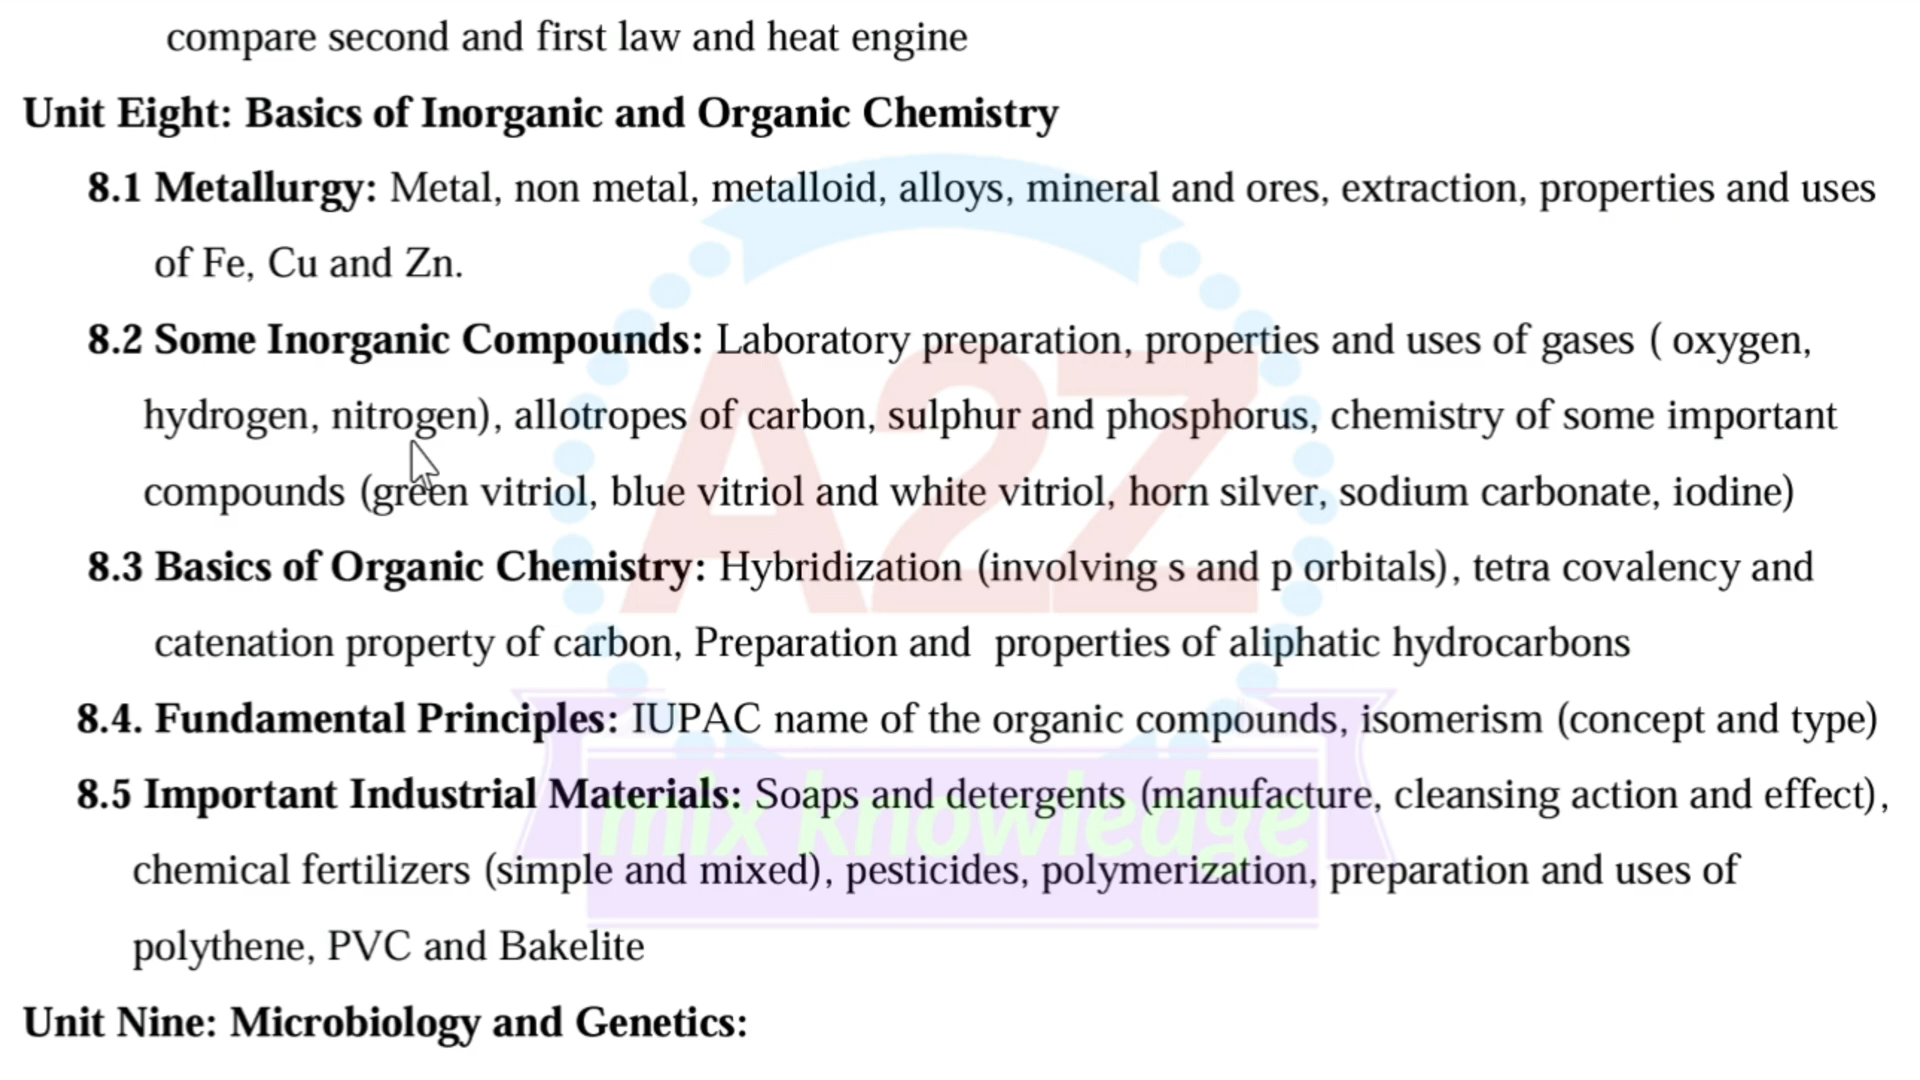 compare second and first law and heat engine
Unit Eight: Basics of Inorganic and Organic Chemistry
8.1 Metallurgy: Metal, non metal, metalloid, alloys, mineral and ores, extraction, properties and uses
of Fe, Cu and Zn.
8.2 Some Inorganic Compounds: Laboratory preparation, properties and uses of gases ( oxygen,
hydrogen, nitrogen), allotropes of carbon, sulphur and phosphorus, chemistry of some important
compounds (green vitriol, blue vitriol and white vitriol, horn silver, sodium carbonate, iodine)
8.3 Basics of Organic Chemistry: Hybridization (involving s and p orbitals), tetra covalency and
catenation property of carbon, Preparation and  properties of aliphatic hydrocarbons
8.4. Fundamental Principles: IUPAC name of the organic compounds, isomerism (concept and type)
8.5 Important Industrial Materials: Soaps and detergents (manufacture, cleansing action and effect),
chemical fertilizers (simple and mixed), pesticides, polymerization, preparation and uses of
polythene, PVC and Bakelite
Unit Nine: Microbiology and Genetics:
A2Z
mix knowledge